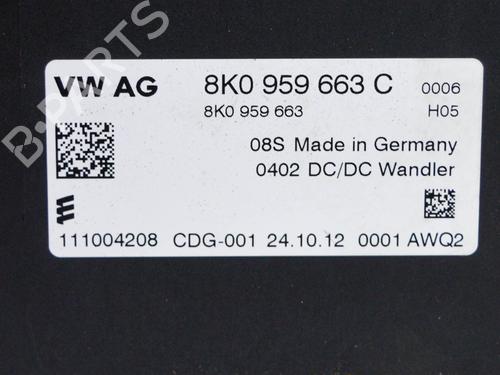 B-PARTS
VW AG 8K0 959 663 C 0006
8K0 959 663 H05
08S Made in Germany
0402 DC/DC Wandler
111004208 CDG-001 24.10.12 0001 AWQ2